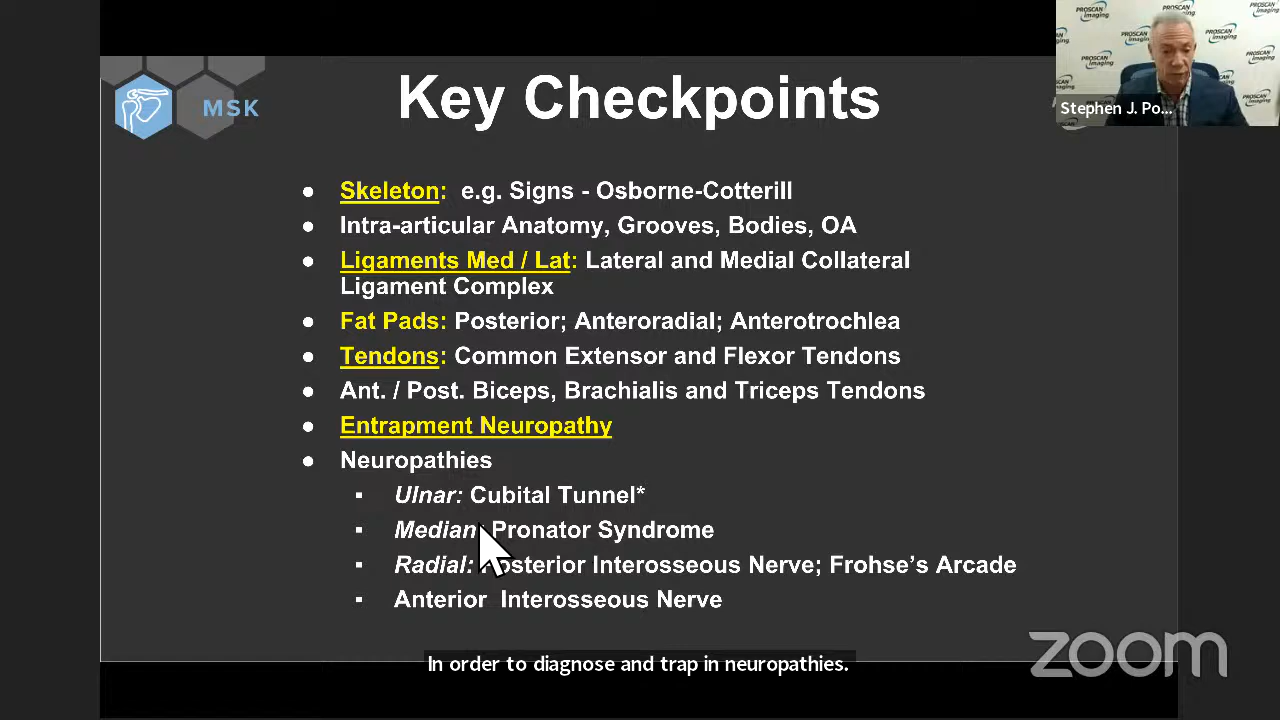 MSK
Key Checkpoints
PROSCAN
imaging
Stephen J. Po...
● Skeleton: e.g. Signs - Osborne-Cotterill
● Intra-articular Anatomy, Grooves, Bodies, OA
● Ligaments Med / Lat: Lateral and Medial Collateral
Ligament Complex
● Fat Pads: Posterior; Anteroradial; Anterotrochlea
● Tendons: Common Extensor and Flexor Tendons
● Ant. / Post. Biceps, Brachialis and Triceps Tendons
● Entrapment Neuropathy
● Neuropathies
▪ Ulnar: Cubital Tunnel*
▪ Median: Pronator Syndrome
▪ Radial: Posterior Interosseous Nerve; Frohse's Arcade
▪ Anterior Interosseous Nerve
zoom
In order to diagnose and trap in neuropathies.